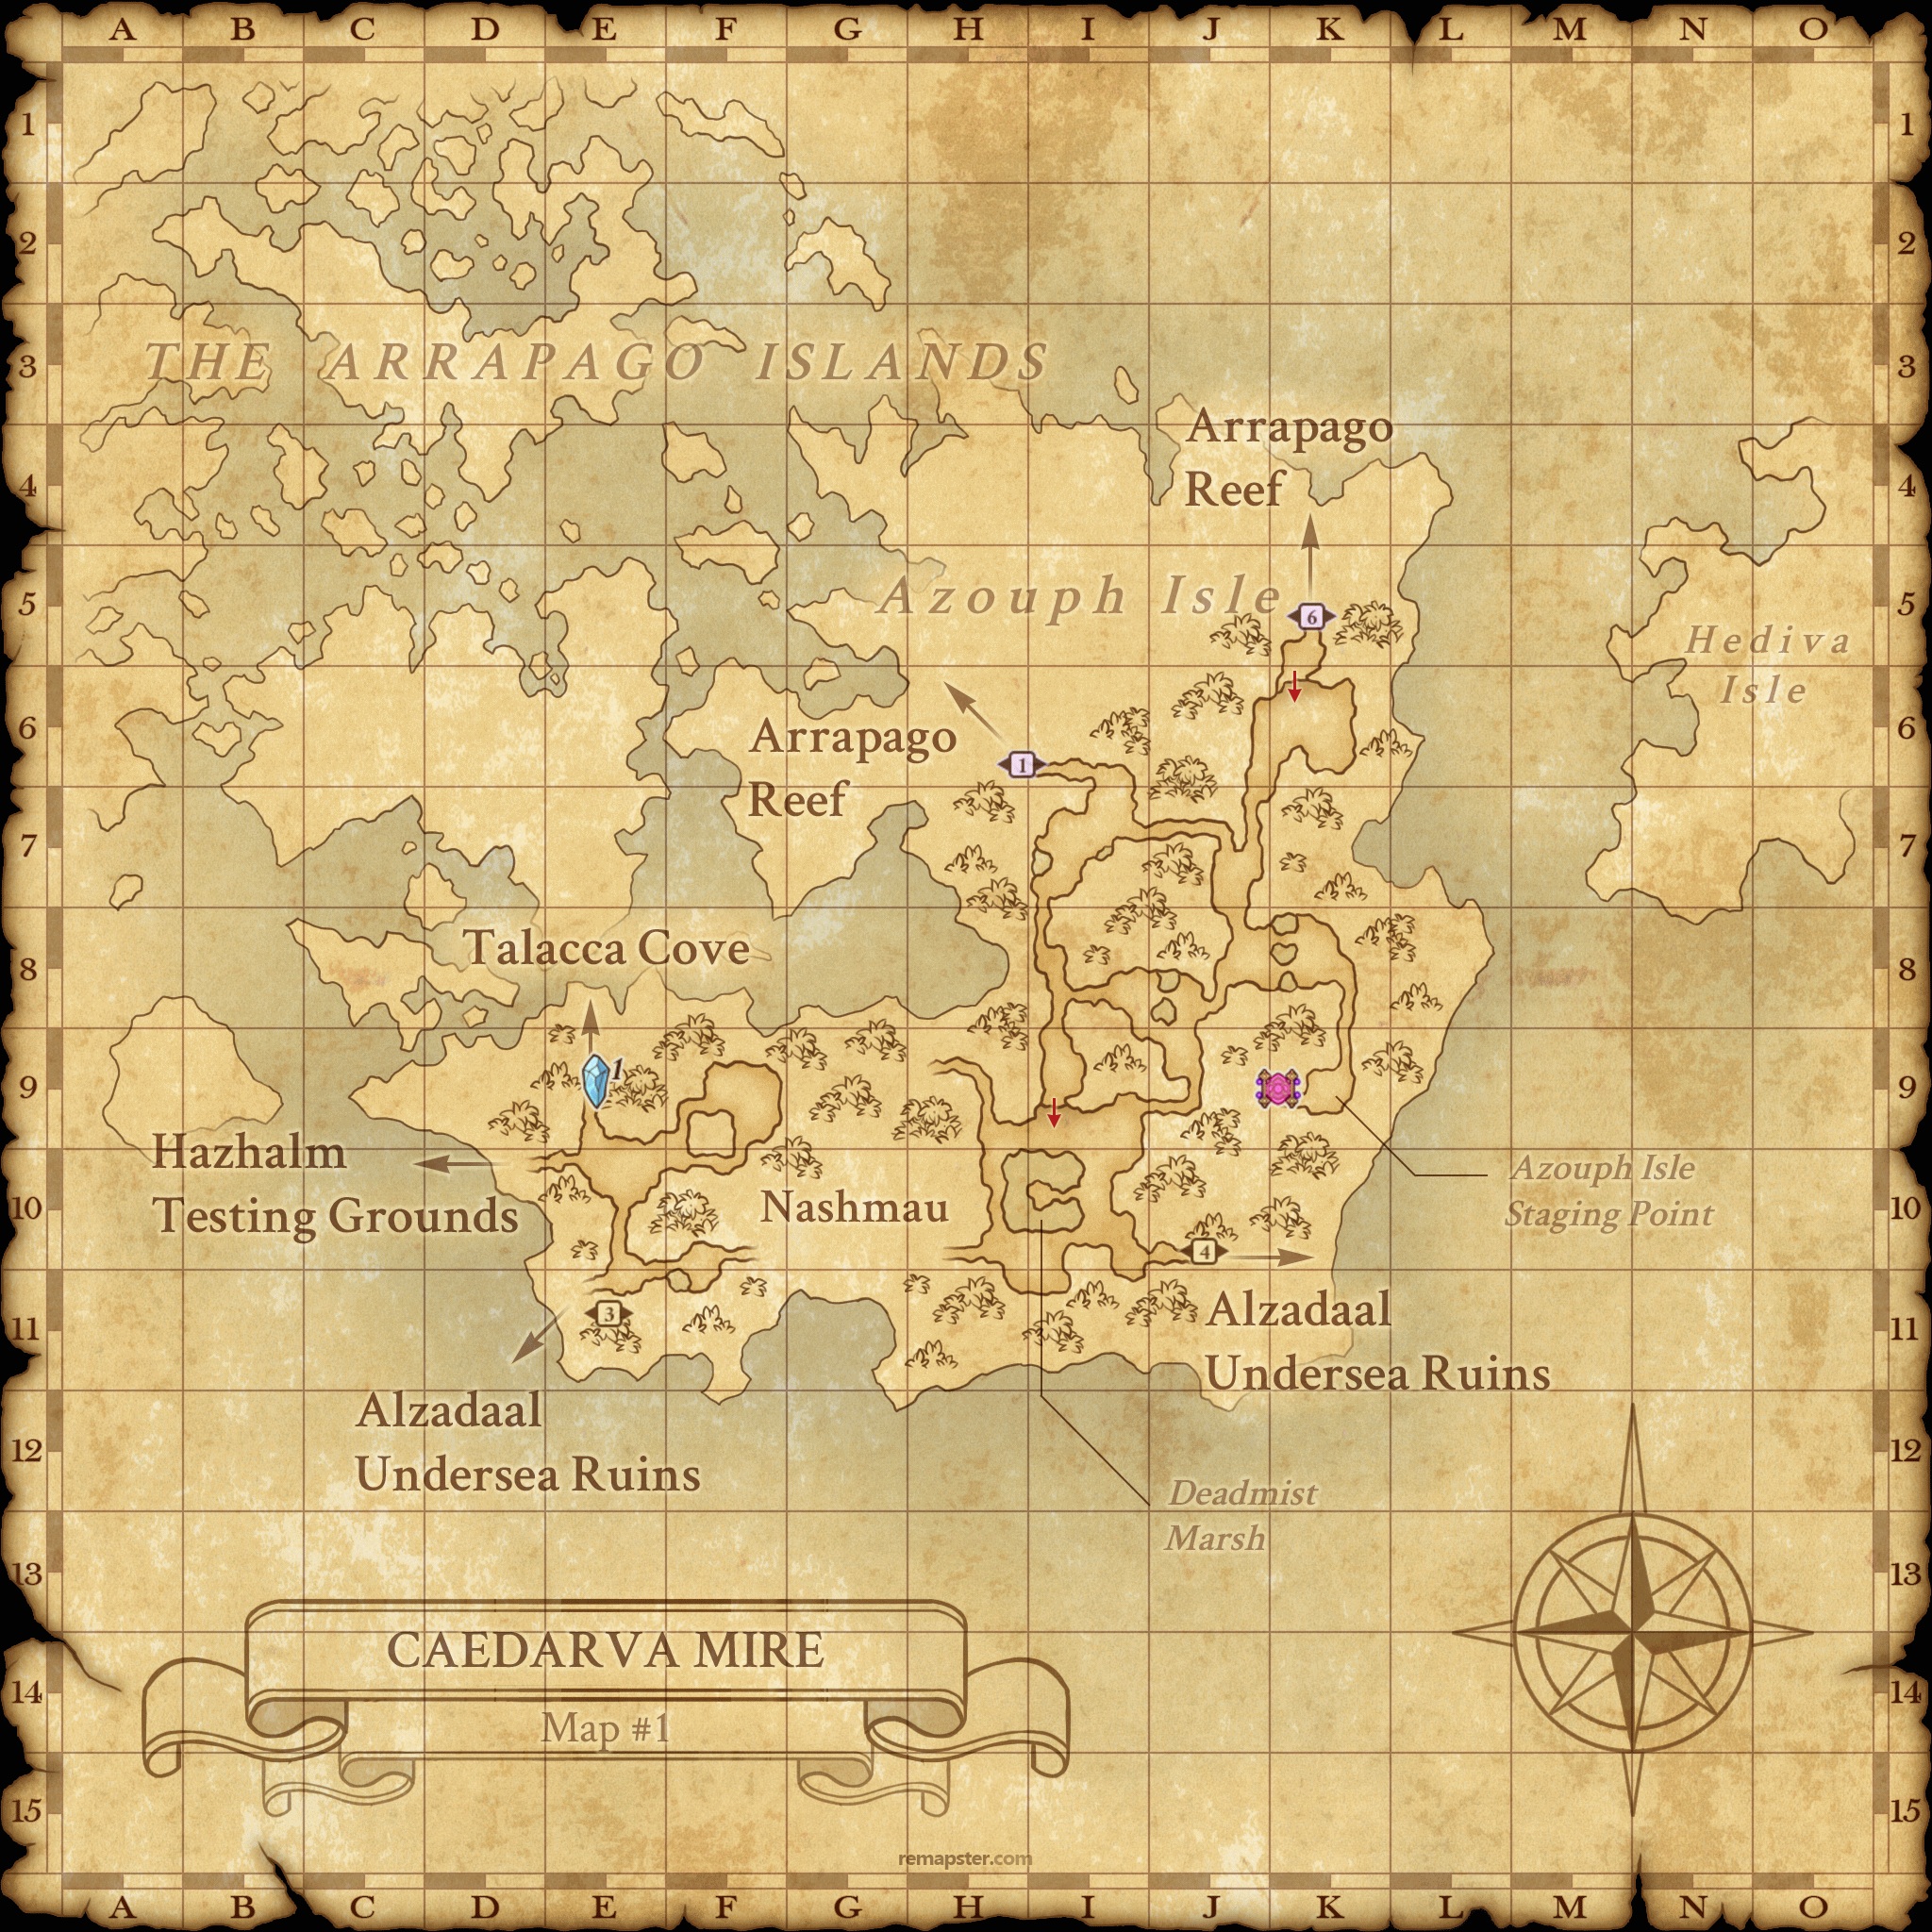 A B C D E F G H I J K L M N O
1 1
2 2
THE ARRAPAGO ISLANDS
3 3
Arrapago
Reef
4 4
Azouph Isle
6
5 5
Hediva
Isle
Arrapago
Reef
1
6 6
7 7
Talacca Cove
8 8
1
9 9
Hazhalm
Testing Grounds
Nashmau
Azouph Isle
Staging Point
10 10
4
3
Alzadaal
Undersea Ruins
11 11
Alzadaal
Undersea Ruins
12 12
Deadmist
Marsh
13 13
CAEDARVA MIRE
14 14
Map #1
15 15
remapster.com
A B C D E F G H I J K L M N O